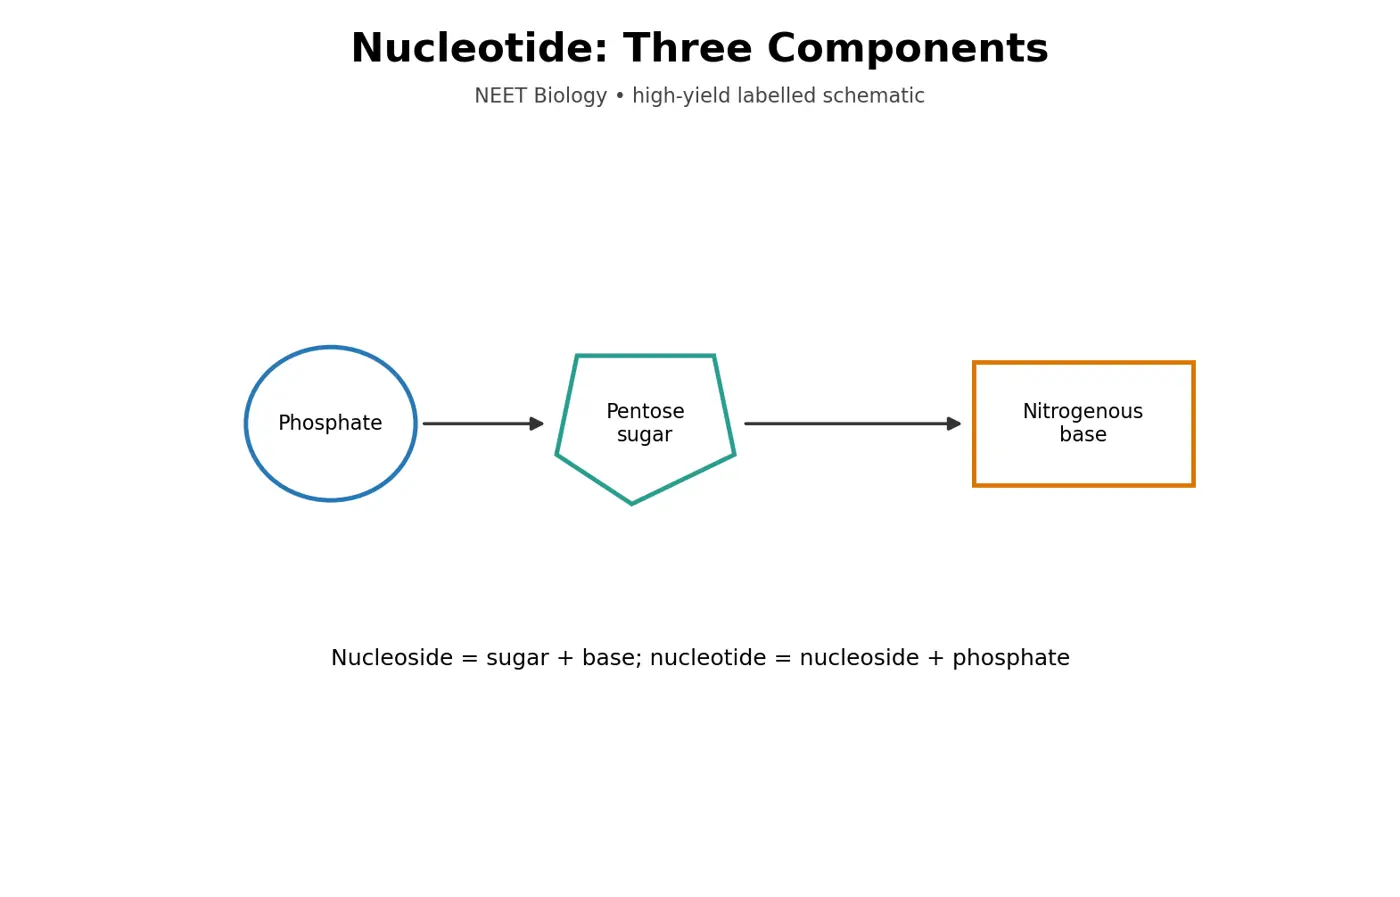 Nucleotide: Three Components
NEET Biology • high-yield labelled schematic
Phosphate
Pentose
sugar
Nitrogenous
base
Nucleoside = sugar + base; nucleotide = nucleoside + phosphate